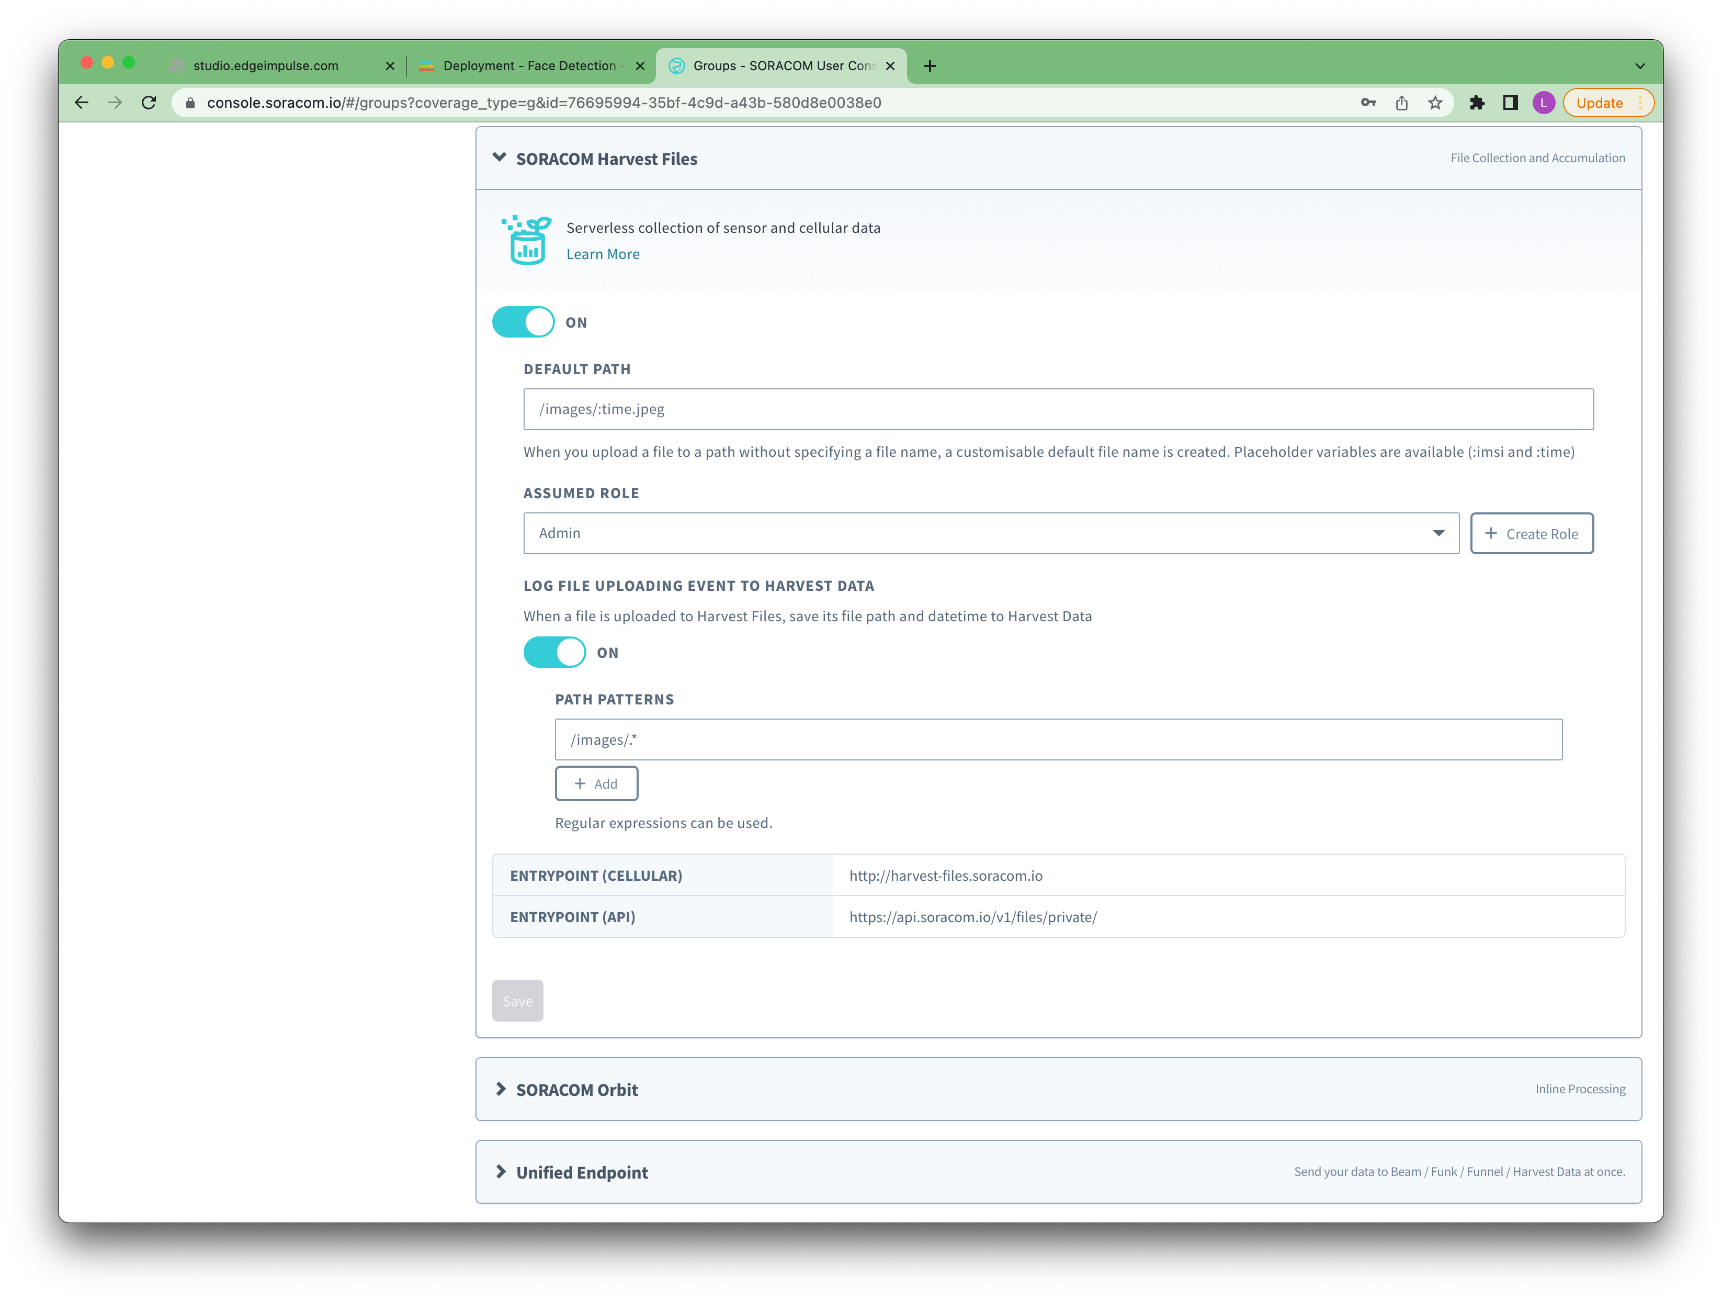 studio.edgeimpulse.com
Deployment - Face Detection -
Groups - SORACOM User Cons
console.soracom.io/#/groups?coverage_type=g&id=76695994-35bf-4c9d-a43b-580d8e0038e0
L
Update
SORACOM Harvest Files
File Collection and Accumulation
Serverless collection of sensor and cellular data
Learn More
ON
DEFAULT PATH
/images/:time.jpeg
When you upload a file to a path without specifying a file name, a customisable default file name is created. Placeholder variables are available (:imsi and :time)
ASSUMED ROLE
Admin
+ Create Role
LOG FILE UPLOADING EVENT TO HARVEST DATA
When a file is uploaded to Harvest Files, save its file path and datetime to Harvest Data
ON
PATH PATTERNS
/images/.*
+ Add
Regular expressions can be used.
ENTRYPOINT (CELLULAR)
http://harvest-files.soracom.io
ENTRYPOINT (API)
https://api.soracom.io/v1/files/private/
Save
SORACOM Orbit
Inline Processing
Unified Endpoint
Send your data to Beam / Funk / Funnel / Harvest Data at once.